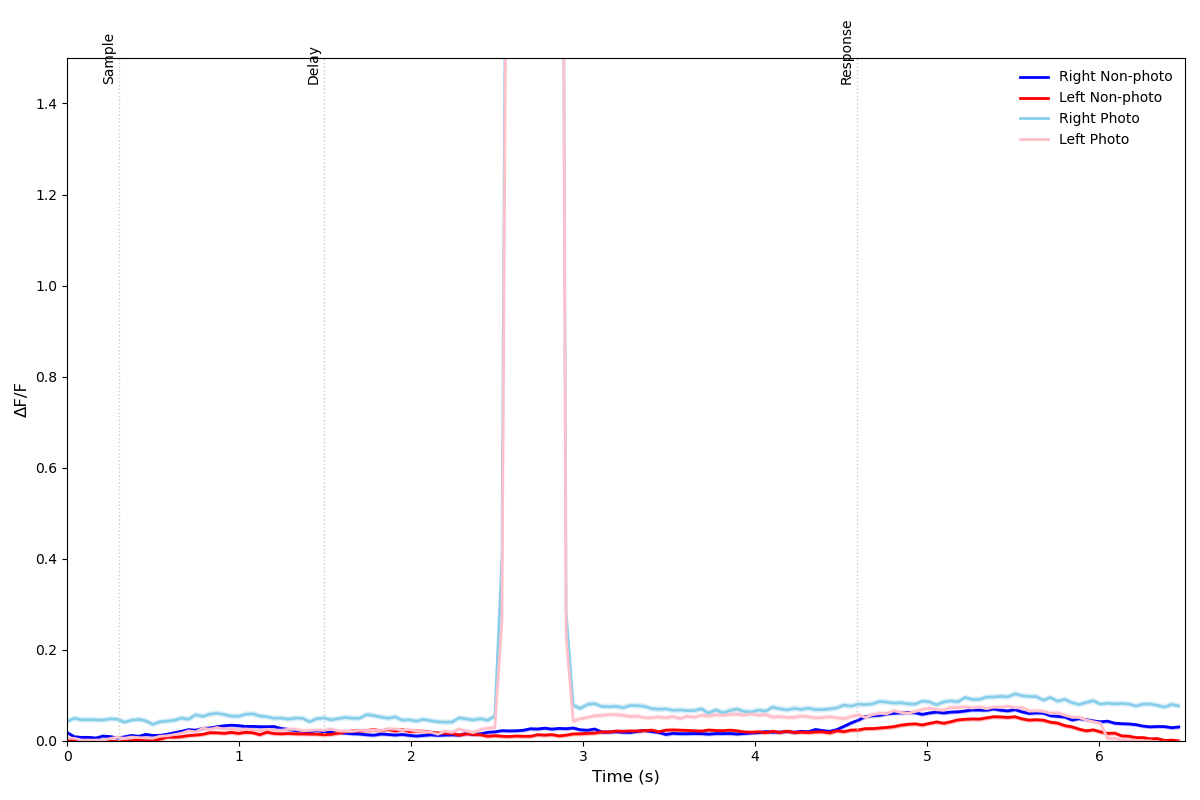 Sample
Delay
Response
Right Non-photo
Left Non-photo
Right Photo
Left Photo
1.4
1.2
1.0
0.8
0.6
0.4
0.2
0.0
ΔF/F
0 1 2 3 4 5 6
Time (s)